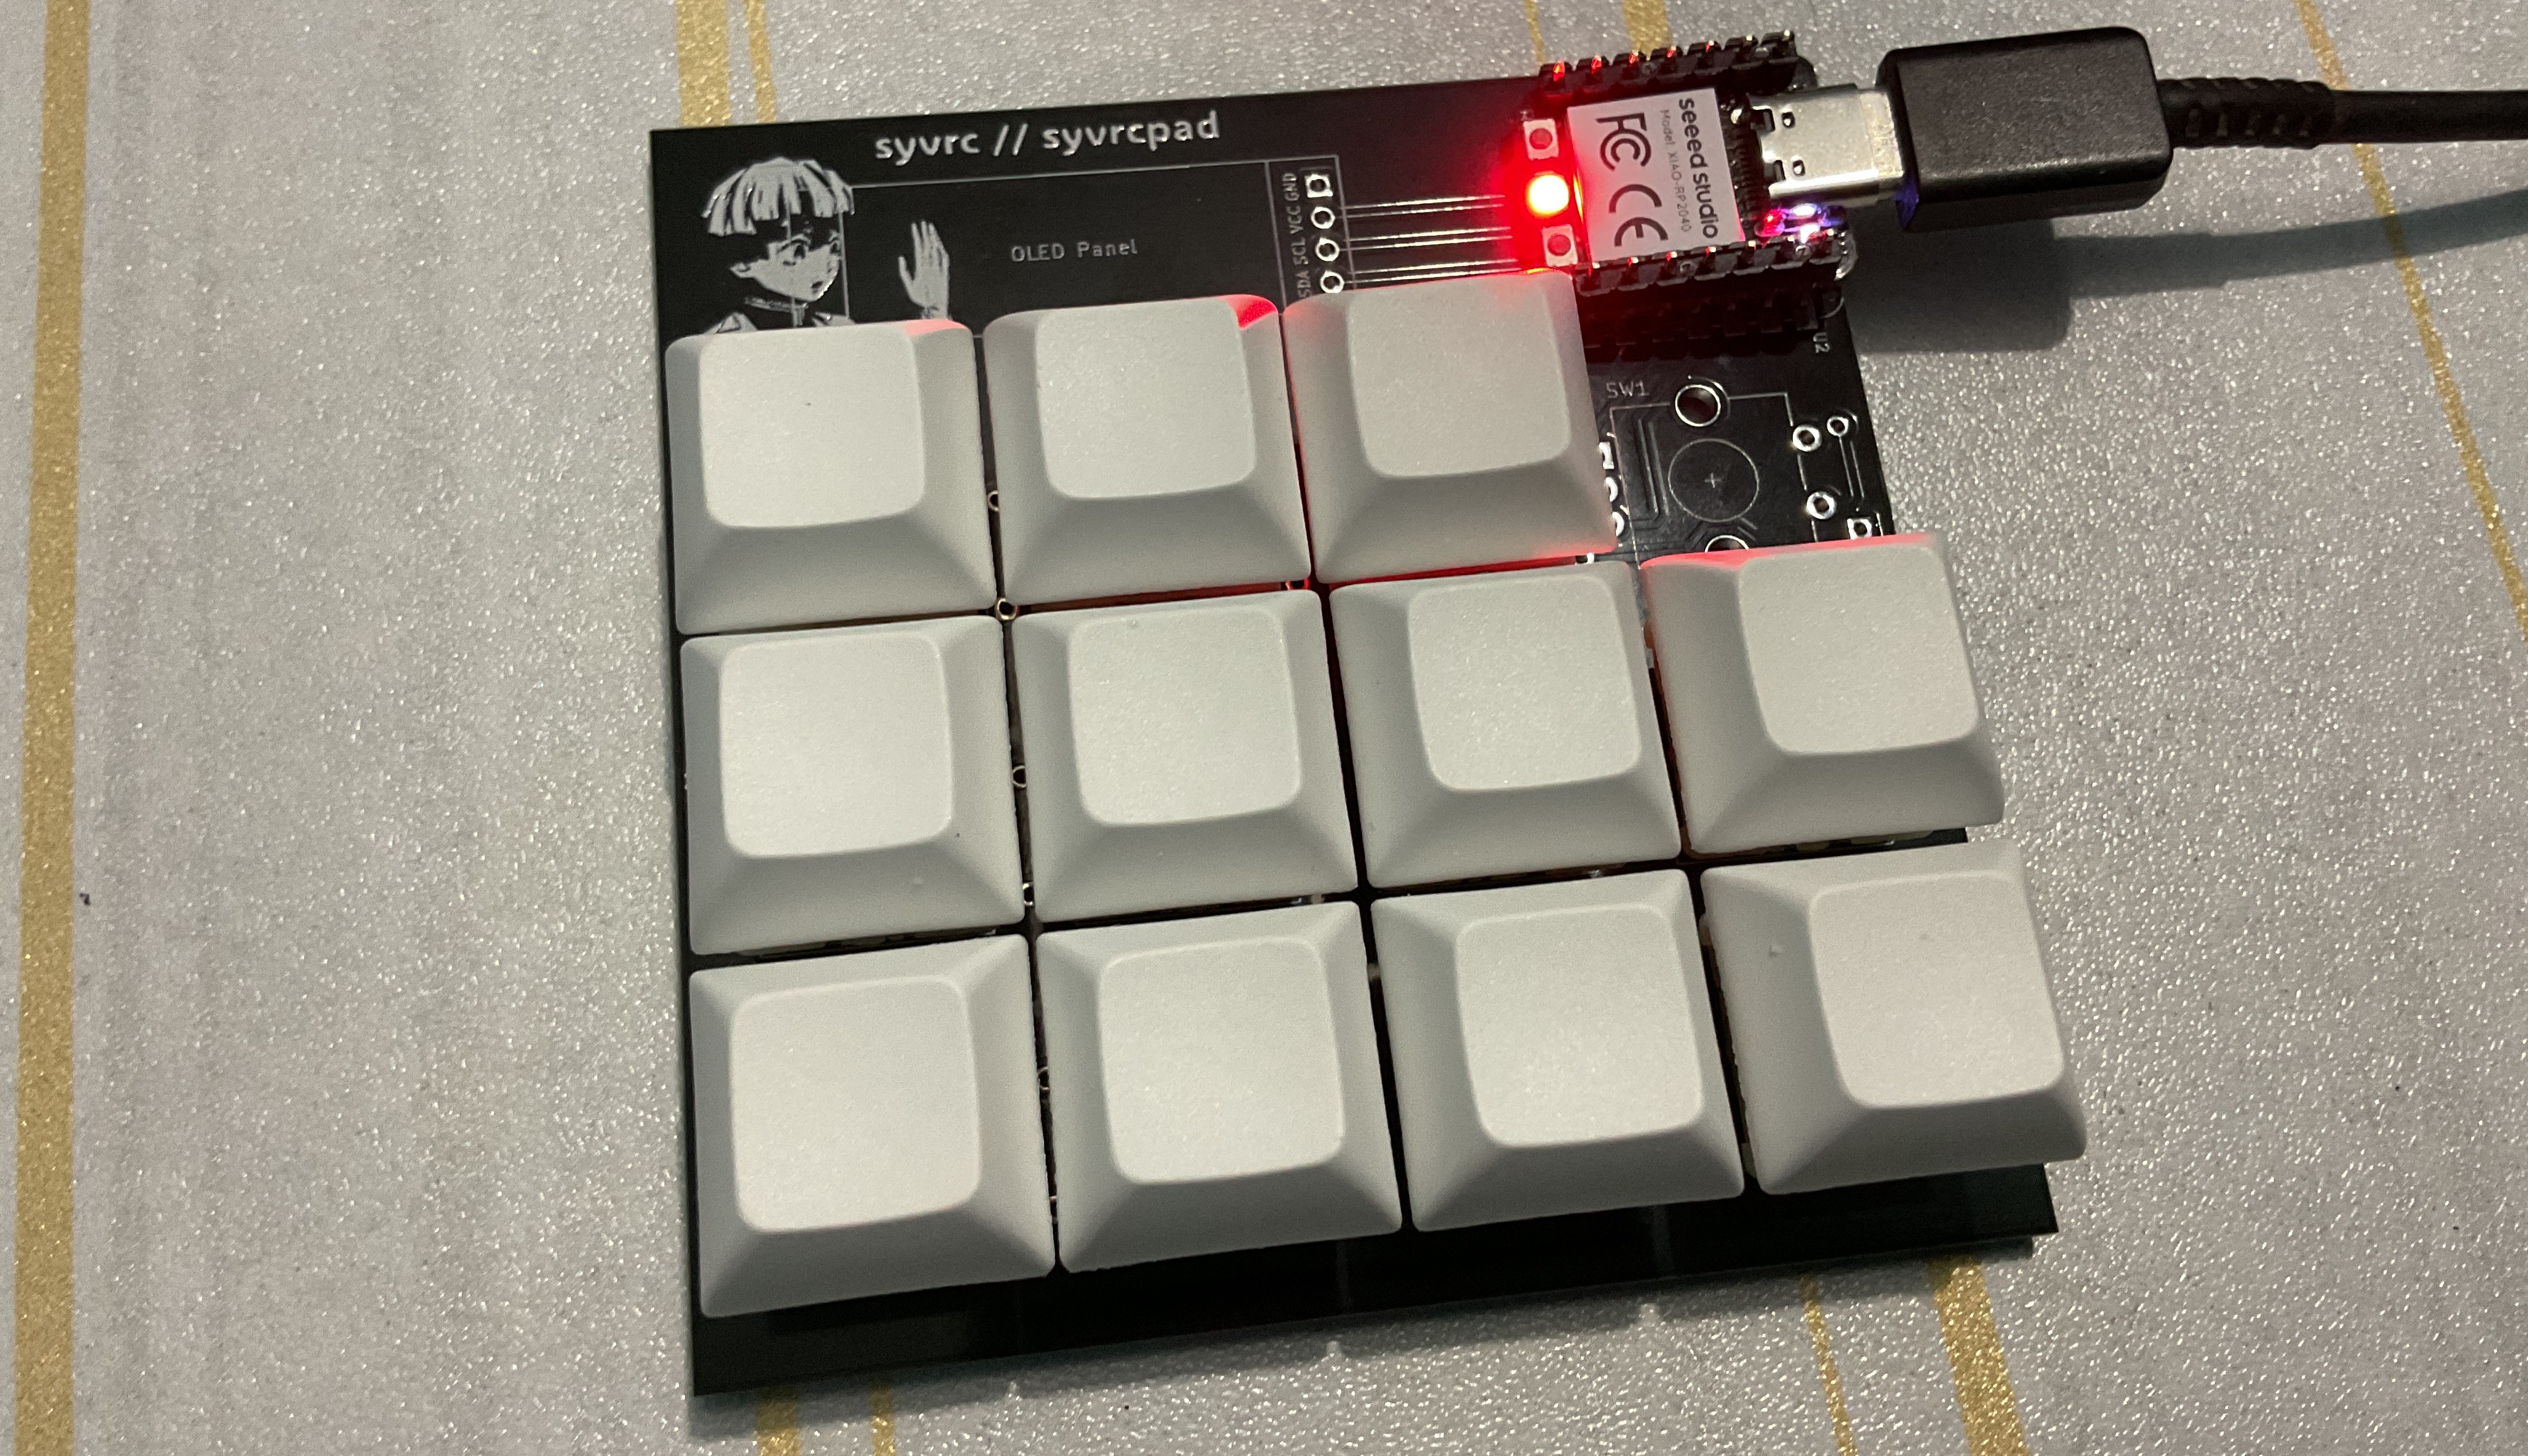 syvrc // syvrcpad
OLED Panel
GND
VCC
SCL
SDA
seeed studio
Model: XIAO-RP2040
FC CE
U2
SW1